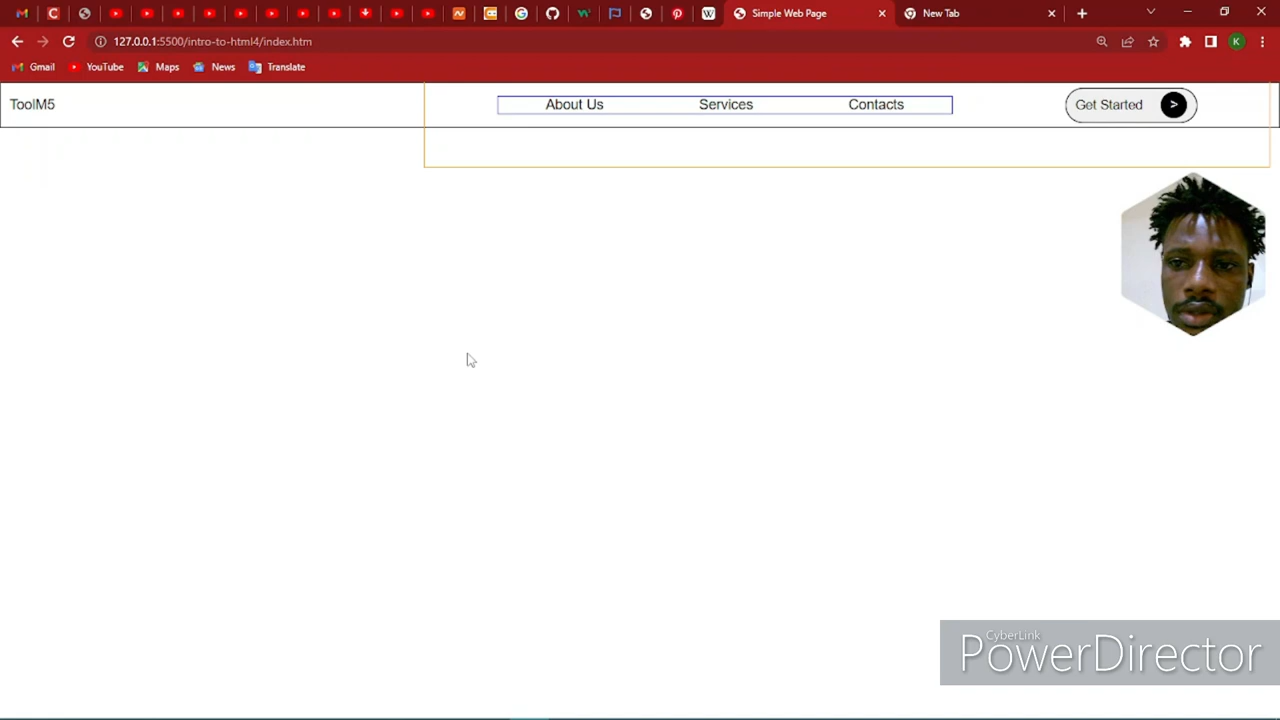 Simple Web Page
New Tab
127.0.0.1:5500/intro-to-html4/index.htm
K
Gmail
YouTube
Maps
News
Translate
ToolM5
About Us
Services
Contacts
Get Started
>
CyberLink
PowerDirector